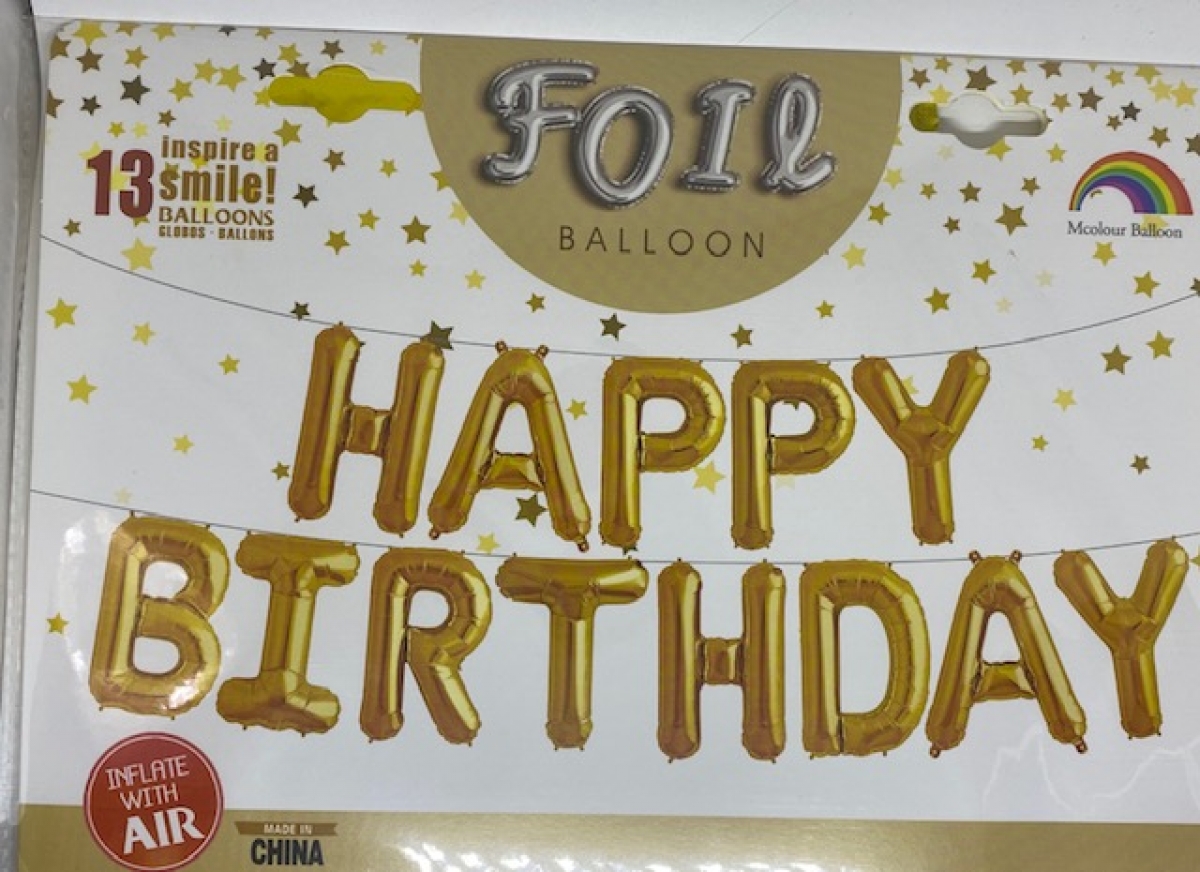 FOIL
BALLOON
13 inspire a
smile!
BALLOONS
GLOBOS · BALLONS
Mcolour Balloon
HAPPY
BIRTHDAY
INFLATE
WITH
AIR
MADE IN
CHINA